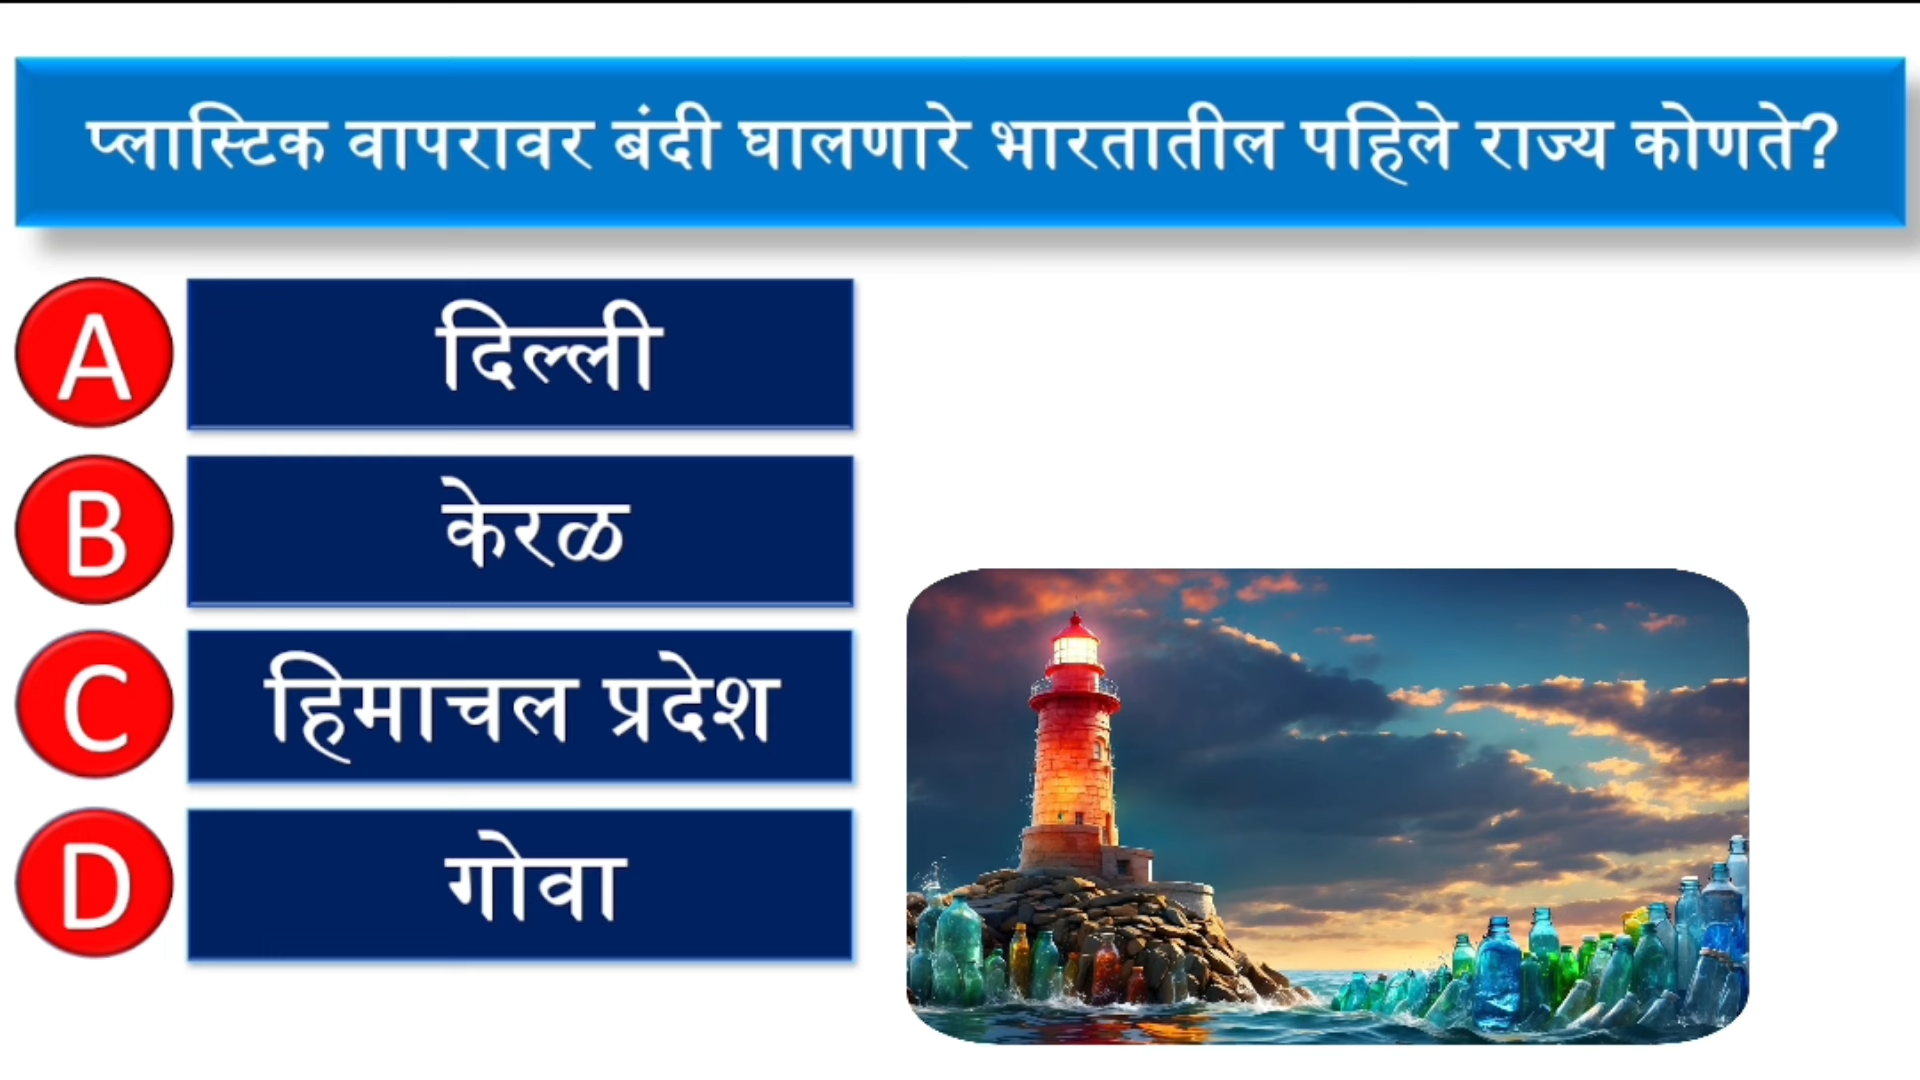 प्लास्टिक वापरावर बंदी घालणारे भारतातील पहिले राज्य कोणते?
A दिल्ली
B केरळ
C हिमाचल प्रदेश
D गोवा